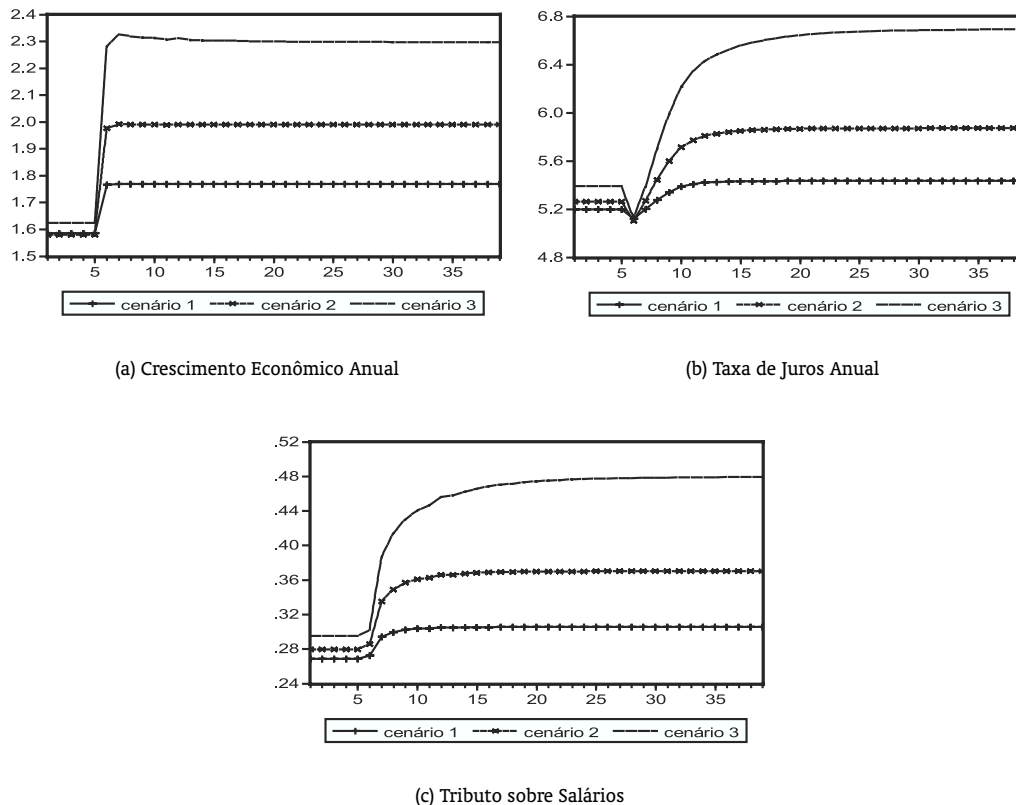 2.4
2.3
2.2
2.1
2.0
1.9
1.8
1.7
1.6
1.5
5 10 15 20 25 30 35
cenário 1 cenário 2 cenário 3
(a) Crescimento Econômico Anual
6.8
6.4
6.0
5.6
5.2
4.8
5 10 15 20 25 30 35
cenário 1 cenário 2 cenário 3
(b) Taxa de Juros Anual
.52
.48
.44
.40
.36
.32
.28
.24
5 10 15 20 25 30 35
cenário 1 cenário 2 cenário 3
(c) Tributo sobre Salários